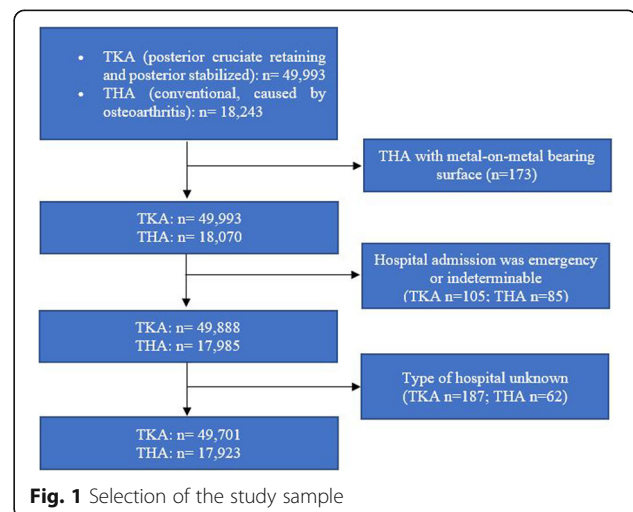 • TKA (posterior cruciate retaining
and posterior stabilized): n= 49,993
• THA (conventional, caused by
osteoarthritis): n= 18,243
THA with metal-on-metal bearing
surface (n=173)
TKA: n= 49,993
THA: n= 18,070
Hospital admission was emergency
or indeterminable
(TKA n=105; THA n=85)
TKA: n= 49,888
THA: n= 17,985
Type of hospital unknown
(TKA n=187; THA n=62)
TKA: n= 49,701
THA: n= 17,923
Fig. 1 Selection of the study sample